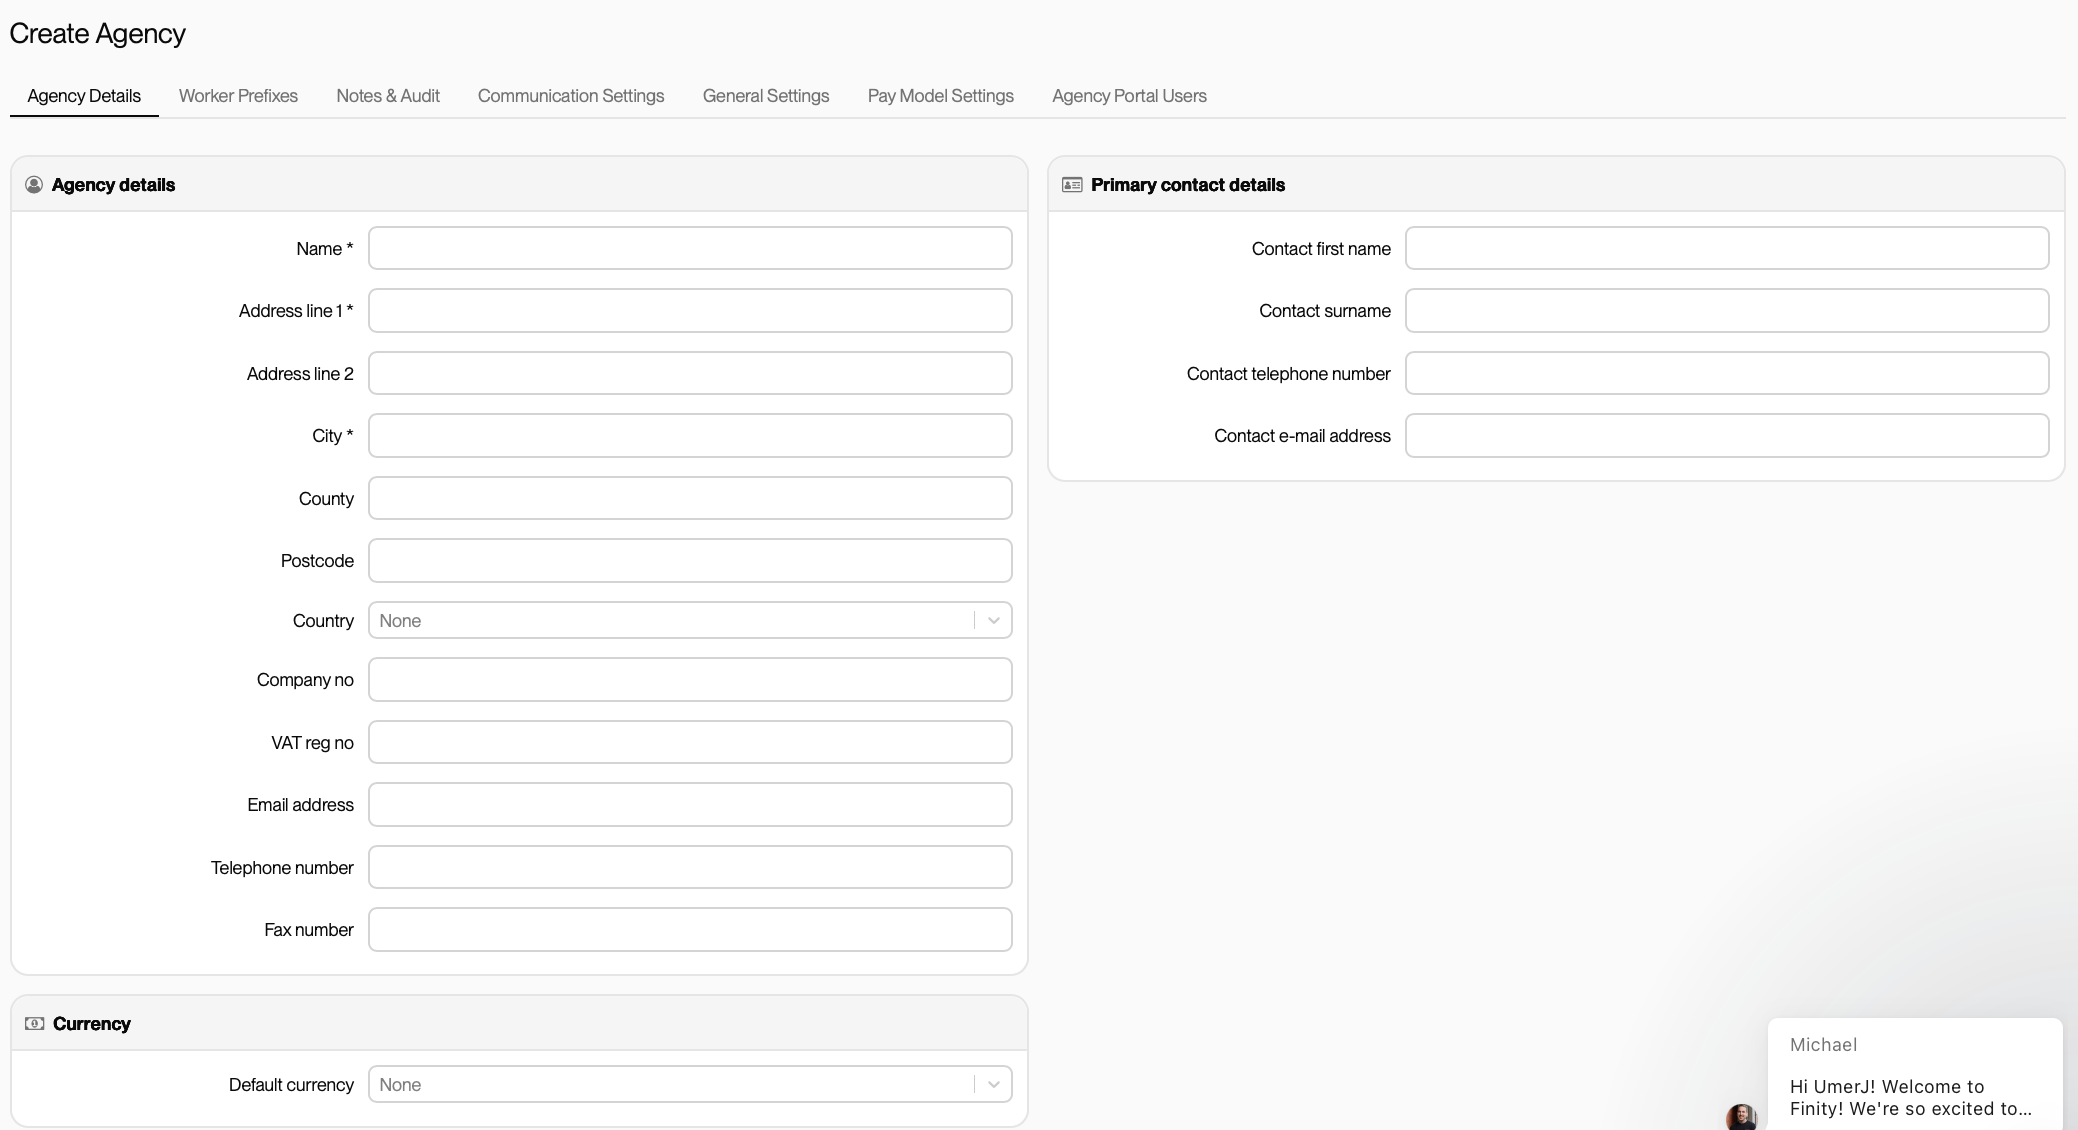 Create Agency
Agency Details Worker Prefixes Notes & Audit Communication Settings General Settings Pay Model Settings Agency Portal Users
Agency details
Name *
Address line 1 *
Address line 2
City *
County
Postcode
Country None
Company no
VAT reg no
Email address
Telephone number
Fax number
Currency
Default currency None
Primary contact details
Contact first name
Contact surname
Contact telephone number
Contact e-mail address
Michael
Hi UmerJ! Welcome to
Finity! We're so excited to...